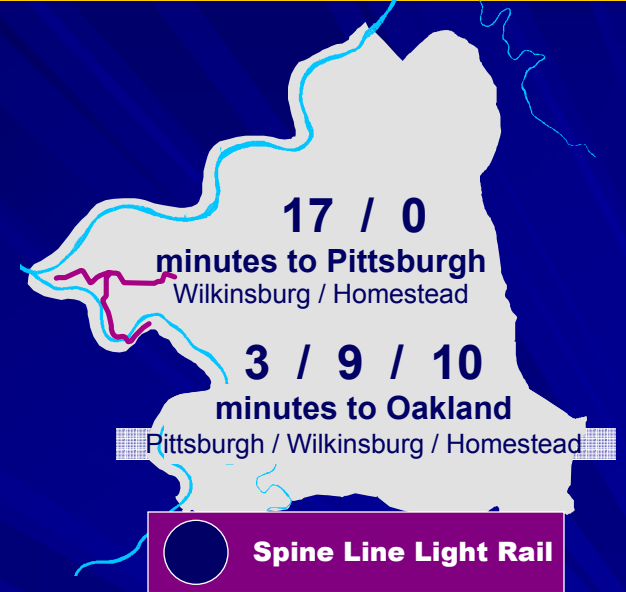 17 / 0
minutes to Pittsburgh
Wilkinsburg / Homestead
3 / 9 / 10
minutes to Oakland
Pittsburgh / Wilkinsburg / Homestead
Spine Line Light Rail